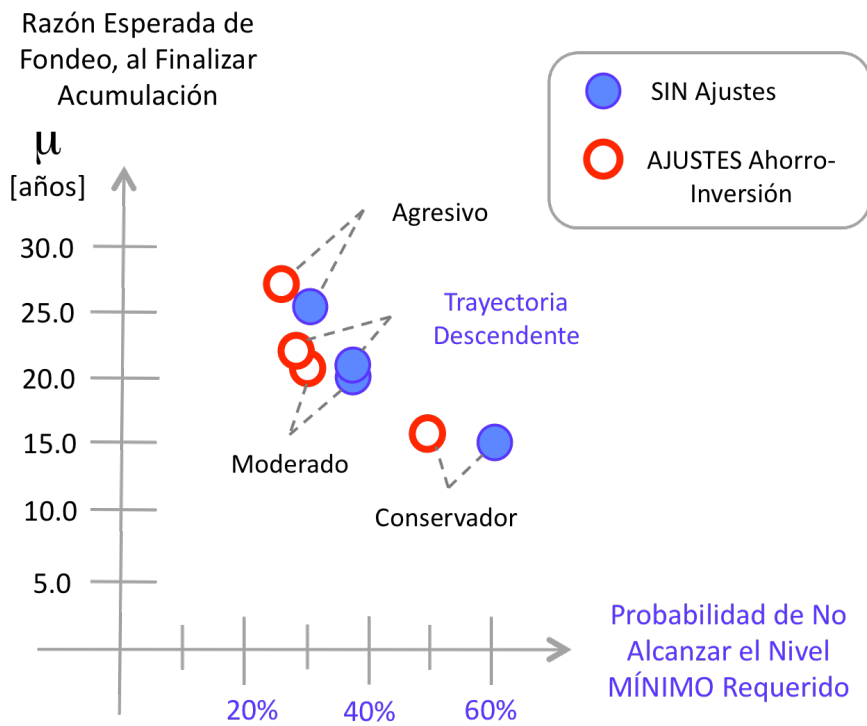 Razón Esperada de
Fondeo, al Finalizar
Acumulación
μ
[años]
SIN Ajustes
AJUSTES Ahorro-
Inversión
Agresivo
30.0
25.0
Trayectoria
Descendente
20.0
15.0
Moderado
10.0
Conservador
5.0
Probabilidad de No
Alcanzar el Nivel
MÍNIMO Requerido
20%
40%
60%